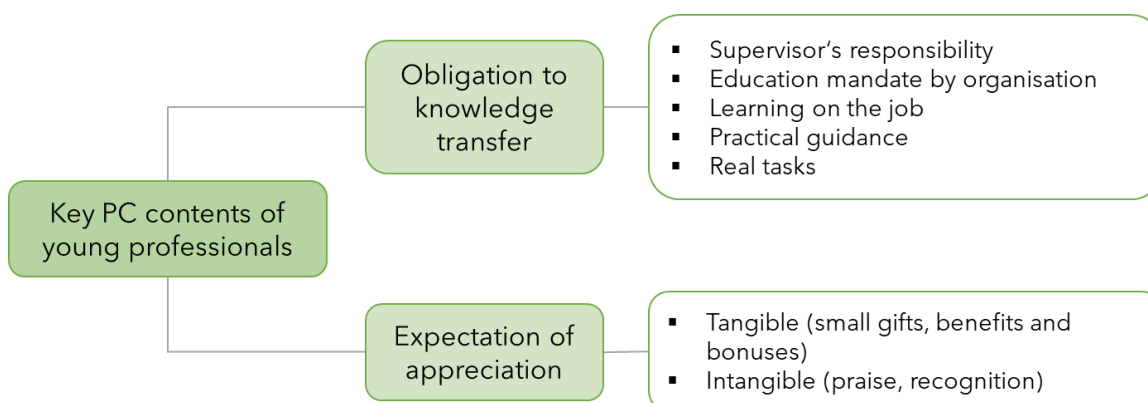 Key PC contents of
young professionals
Obligation to
knowledge
transfer
▪ Supervisor‘s responsibility
▪ Education mandate by organisation
▪ Learning on the job
▪ Practical guidance
▪ Real tasks
Expectation of
appreciation
▪ Tangible (small gifts, benefits and
bonuses)
▪ Intangible (praise, recognition)